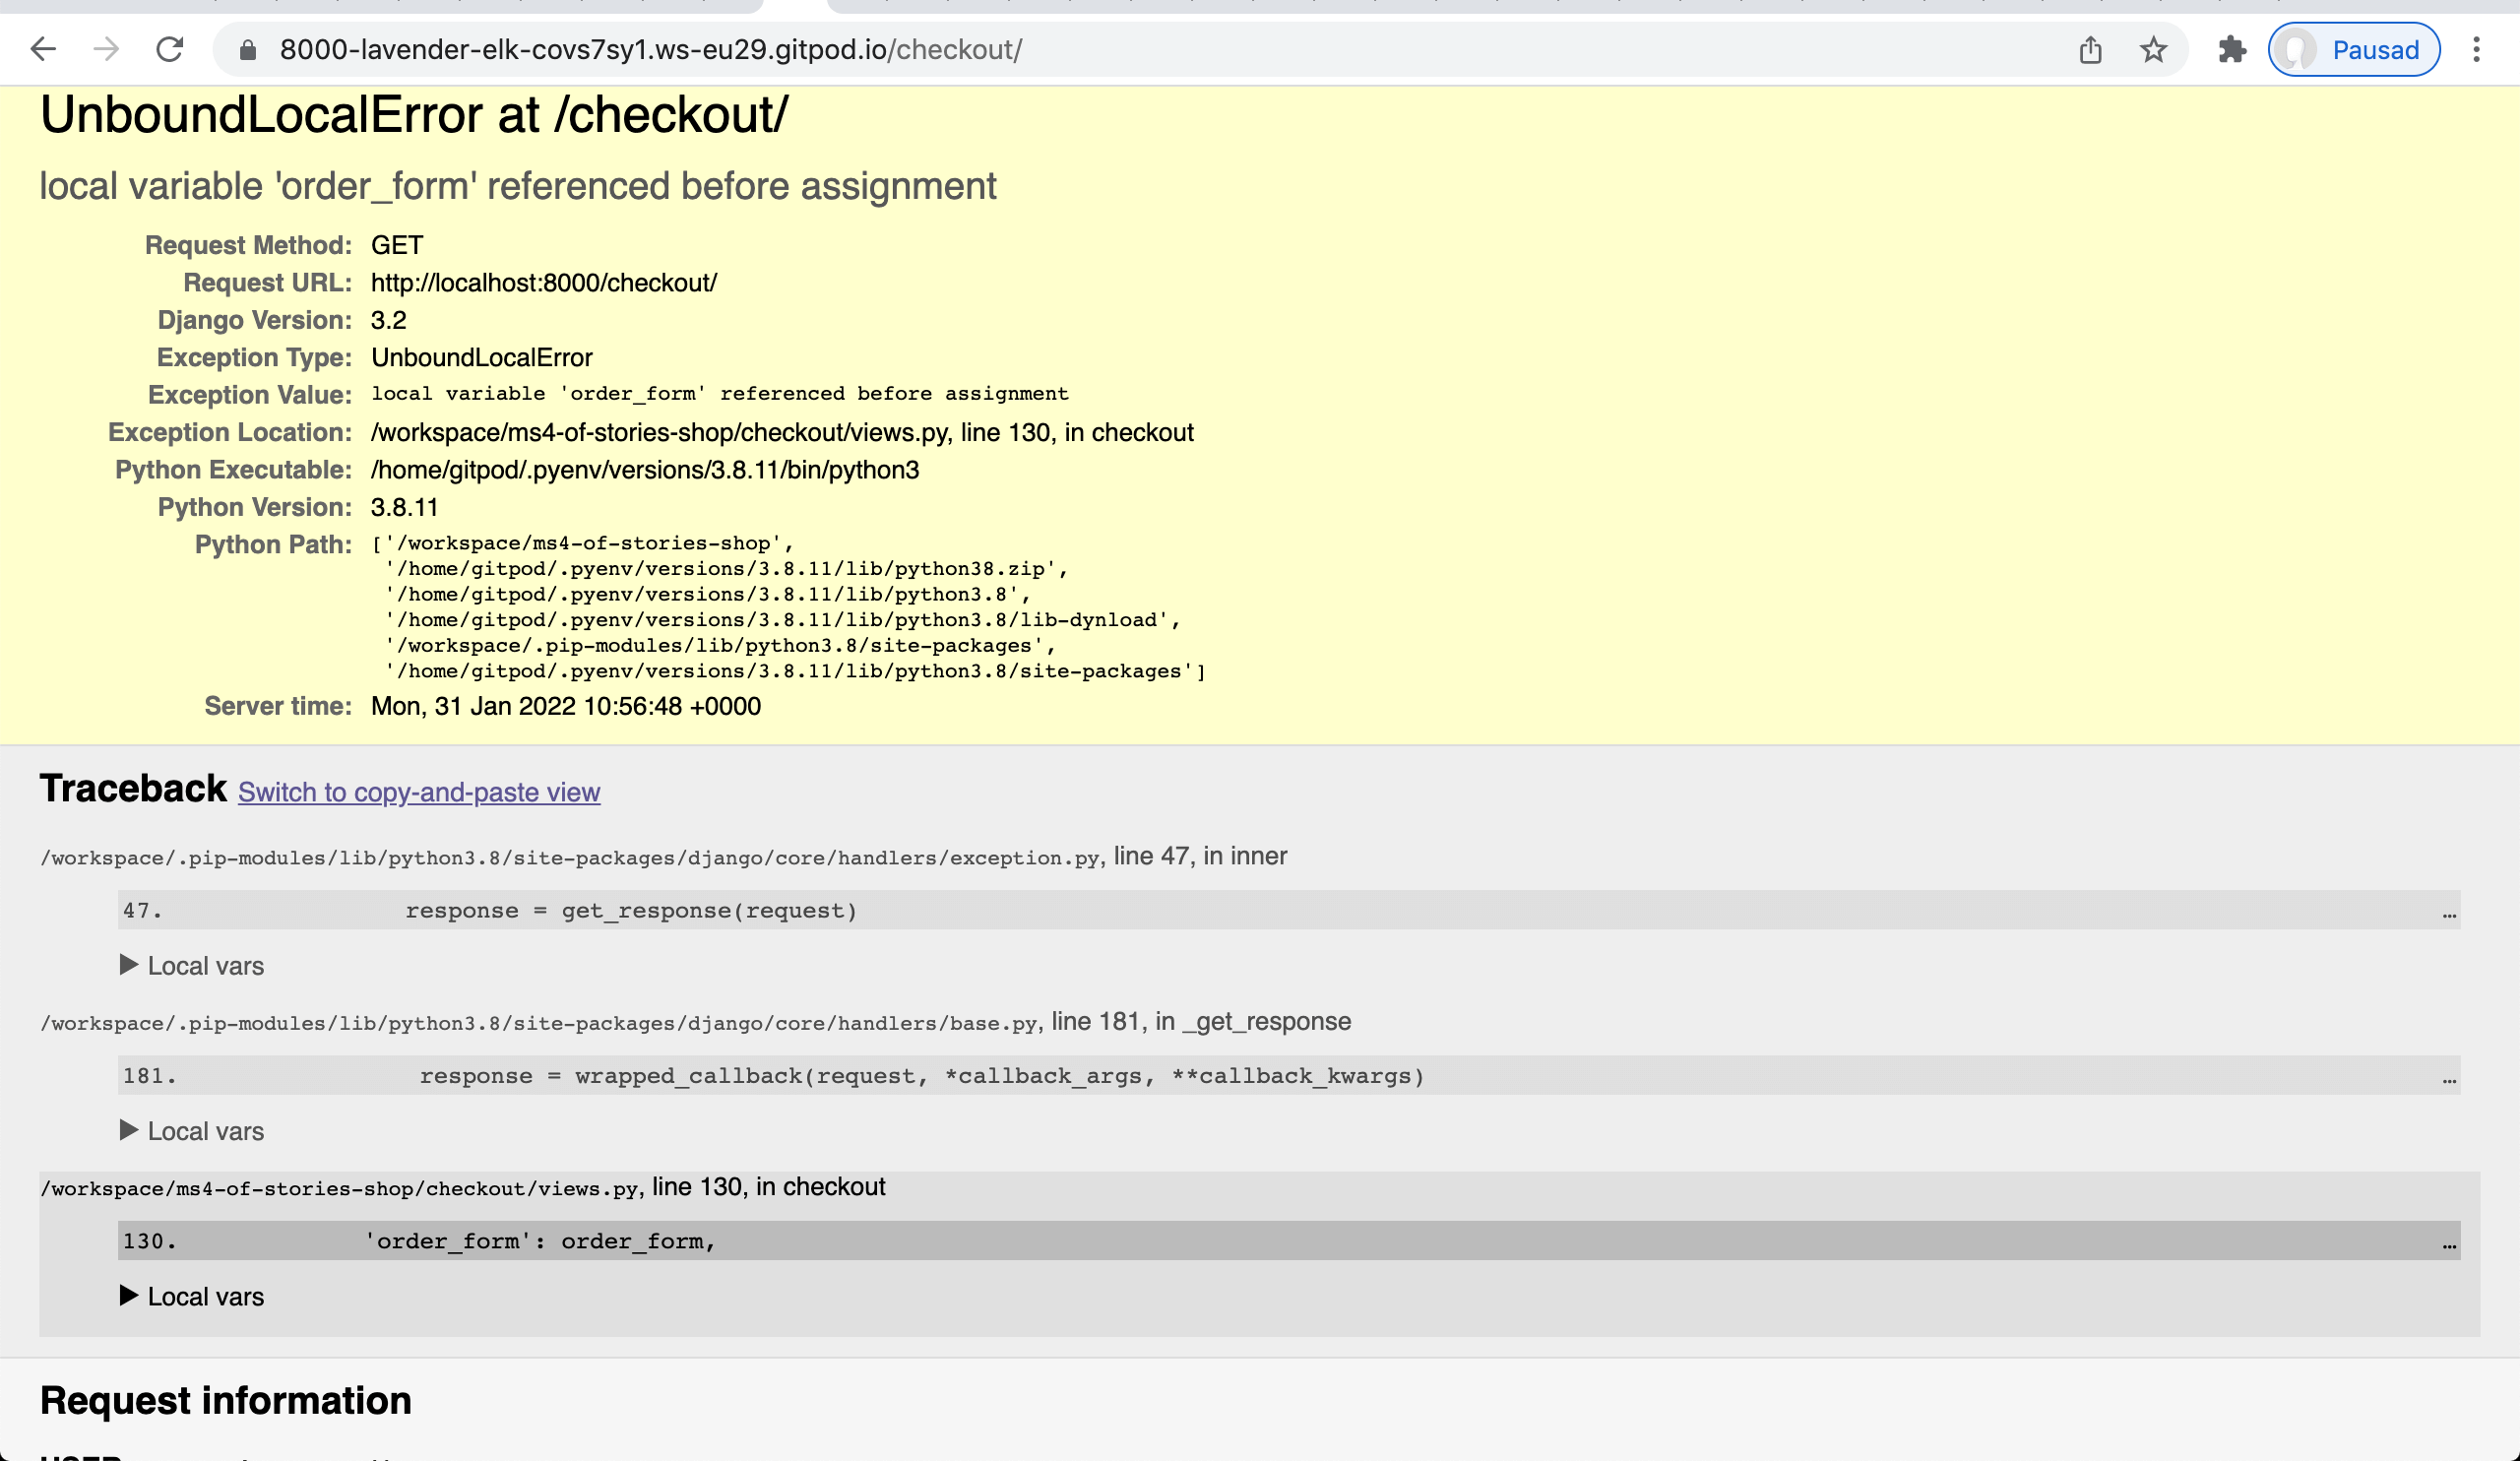 8000-lavender-elk-covs7sy1.ws-eu29.gitpod.io/checkout/
Pausad
UnboundLocalError at /checkout/
local variable 'order_form' referenced before assignment
Request Method: GET
Request URL: http://localhost:8000/checkout/
Django Version: 3.2
Exception Type: UnboundLocalError
Exception Value: local variable 'order_form' referenced before assignment
Exception Location: /workspace/ms4-of-stories-shop/checkout/views.py, line 130, in checkout
Python Executable: /home/gitpod/.pyenv/versions/3.8.11/bin/python3
Python Version: 3.8.11
Python Path: ['/workspace/ms4-of-stories-shop',
'/home/gitpod/.pyenv/versions/3.8.11/lib/python38.zip',
'/home/gitpod/.pyenv/versions/3.8.11/lib/python3.8',
'/home/gitpod/.pyenv/versions/3.8.11/lib/python3.8/lib-dynload',
'/workspace/.pip-modules/lib/python3.8/site-packages',
'/home/gitpod/.pyenv/versions/3.8.11/lib/python3.8/site-packages']
Server time: Mon, 31 Jan 2022 10:56:48 +0000
Traceback Switch to copy-and-paste view
/workspace/.pip-modules/lib/python3.8/site-packages/django/core/handlers/exception.py, line 47, in inner
47. response = get_response(request) …
▶ Local vars
/workspace/.pip-modules/lib/python3.8/site-packages/django/core/handlers/base.py, line 181, in _get_response
181. response = wrapped_callback(request, *callback_args, **callback_kwargs) …
▶ Local vars
/workspace/ms4-of-stories-shop/checkout/views.py, line 130, in checkout
130. 'order_form': order_form, …
▶ Local vars
Request information